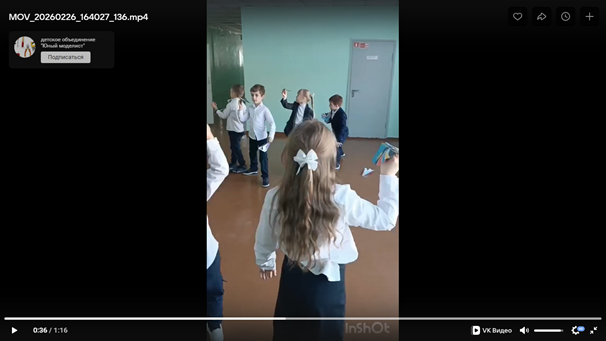 MOV_20260226_164027_136.mp4
детское объединение
"Юный моделист"
Подписаться
InShOt
0:36 / 1:16
VK Видео